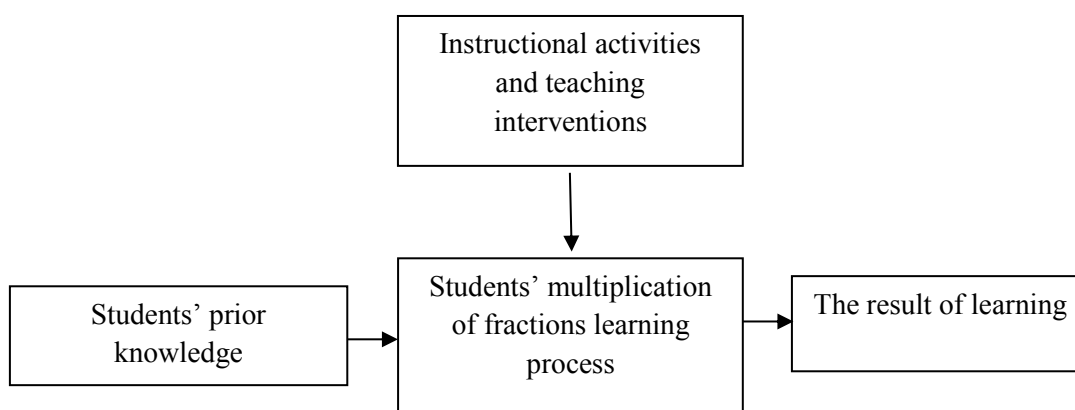 Instructional activities
and teaching
interventions
Students’ prior
knowledge
Students’ multiplication
of fractions learning
process
The result of learning